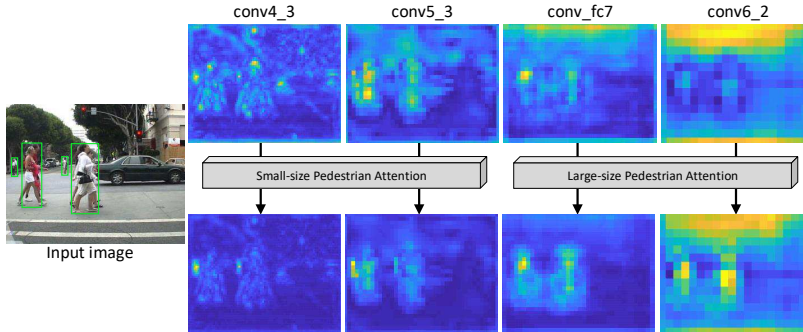 conv4_3 conv5_3 conv_fc7 conv6_2
Small-size Pedestrian Attention Large-size Pedestrian Attention
Input image